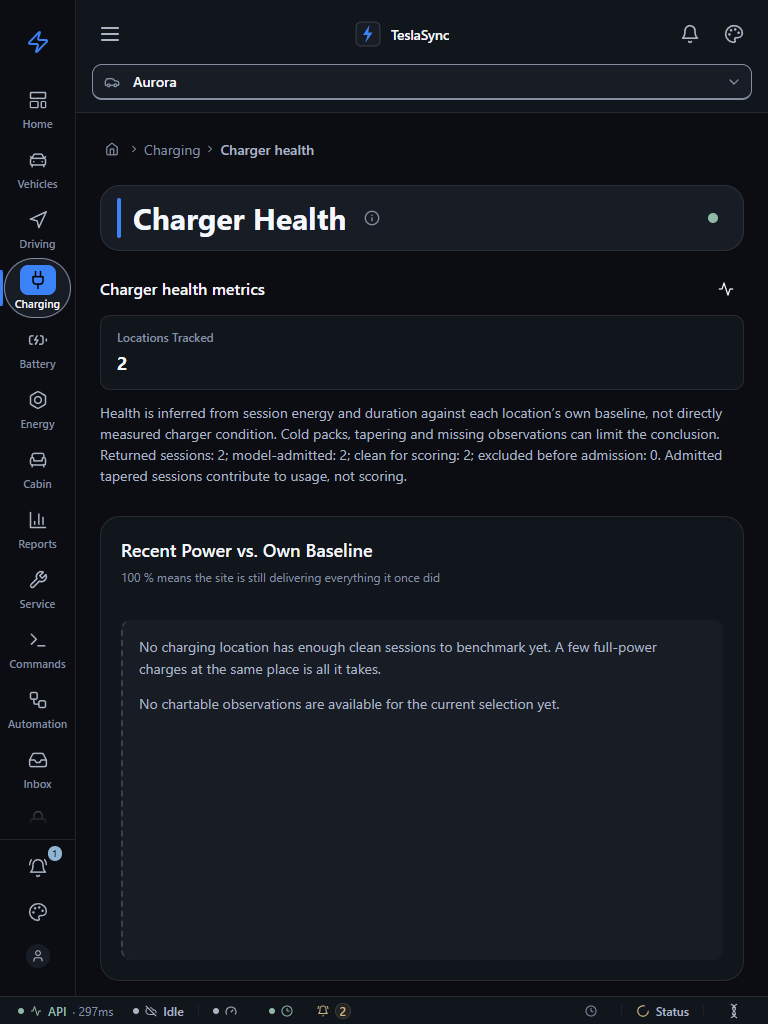 TeslaSync
Aurora
Home
Vehicles
Driving
Charging
Battery
Energy
Cabin
Reports
Service
Commands
Automation
Inbox
1
Charging
Charger health
Charger Health
Charger health metrics
Locations Tracked
2
Health is inferred from session energy and duration against each location's own baseline, not directly
measured charger condition. Cold packs, tapering and missing observations can limit the conclusion.
Returned sessions: 2; model-admitted: 2; clean for scoring: 2; excluded before admission: 0. Admitted
tapered sessions contribute to usage, not scoring.
Recent Power vs. Own Baseline
100 % means the site is still delivering everything it once did
No charging location has enough clean sessions to benchmark yet. A few full-power
charges at the same place is all it takes.
No chartable observations are available for the current selection yet.
API · 297ms
Idle
2
Status